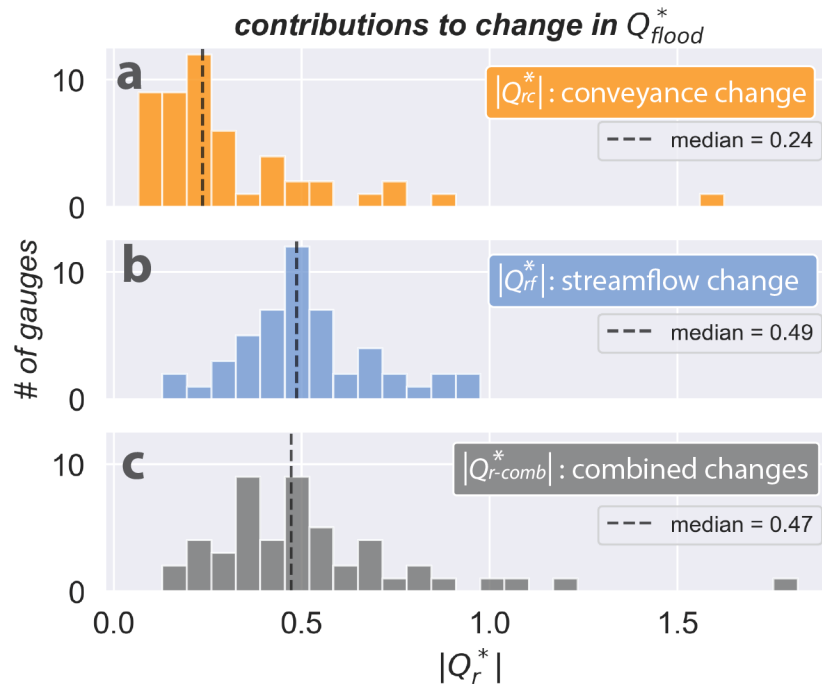 contributions to change in Q*flood
a
10
0
|Q*rc| : conveyance change
median = 0.24
# of gauges
b
10
0
|Q*rf| : streamflow change
median = 0.49
c
10
0
|Q*r-comb| : combined changes
median = 0.47
0.0 0.5 1.0 1.5
|Qr*|